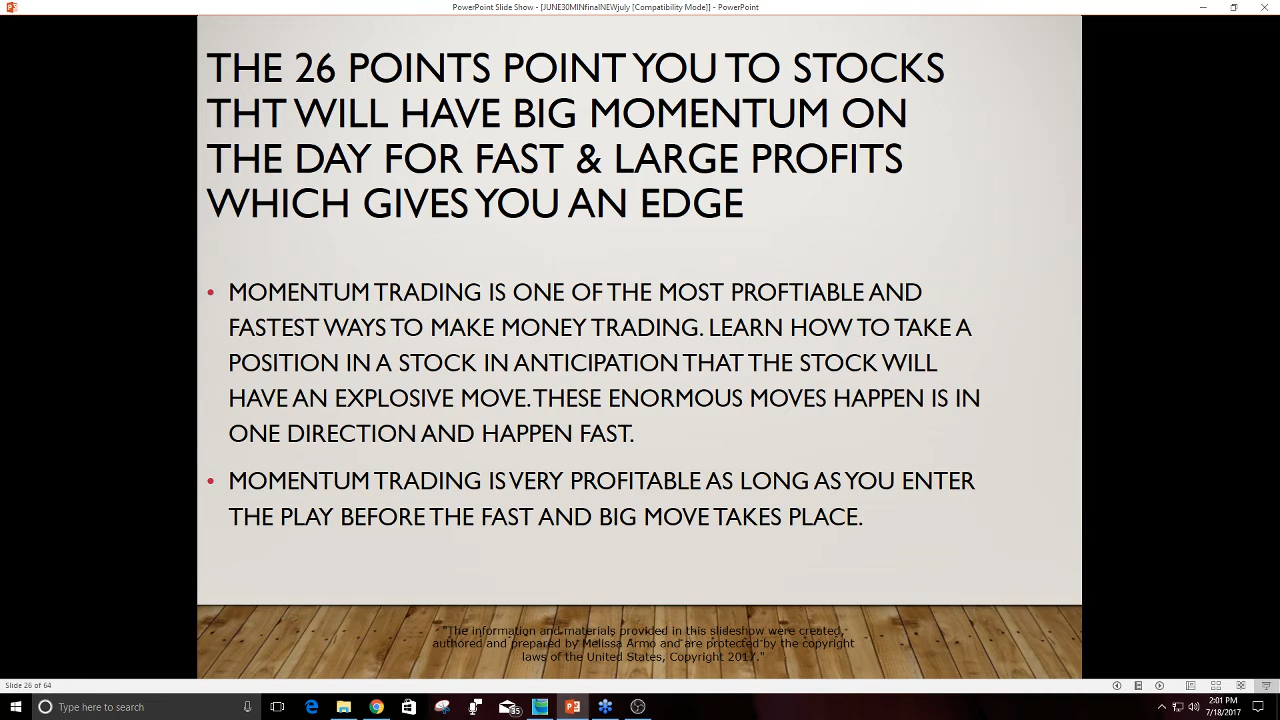 PowerPoint Slide Show - [JUNE30MINfinalNEWjuly [Compatibility Mode]] - PowerPoint
THE 26 POINTS POINT YOU TO STOCKS
THT WILL HAVE BIG MOMENTUM ON
THE DAY FOR FAST & LARGE PROFITS
WHICH GIVES YOU AN EDGE
• MOMENTUM TRADING IS ONE OF THE MOST PROFTIABLE AND
FASTEST WAYS TO MAKE MONEY TRADING. LEARN HOW TO TAKE A
POSITION IN A STOCK IN ANTICIPATION THAT THE STOCK WILL
HAVE AN EXPLOSIVE MOVE. THESE ENORMOUS MOVES HAPPEN IS IN
ONE DIRECTION AND HAPPEN FAST.
• MOMENTUM TRADING IS VERY PROFITABLE AS LONG AS YOU ENTER
THE PLAY BEFORE THE FAST AND BIG MOVE TAKES PLACE.
"The information and materials provided in this slideshow were created,
authored and prepared by Melissa Armo and are protected by the copyright
laws of the United States, Copyright 2017."
Slide 26 of 64
Type here to search
35
2:01 PM
7/18/2017